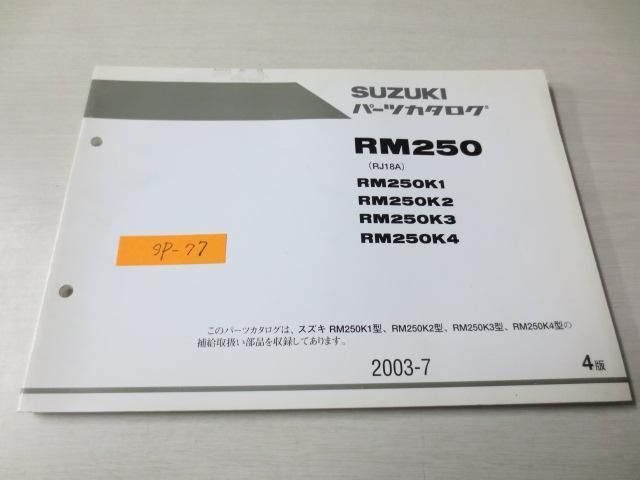 SUZUKI
パーツカタログ
RM250
(RJ18A)
RM250K1
RM250K2
RM250K3
RM250K4
9P-77
このパーツカタログは、スズキ RM250K1型、RM250K2型、RM250K3型、RM250K4型の
補給取扱い部品を収録してあります。
2003-7
4版